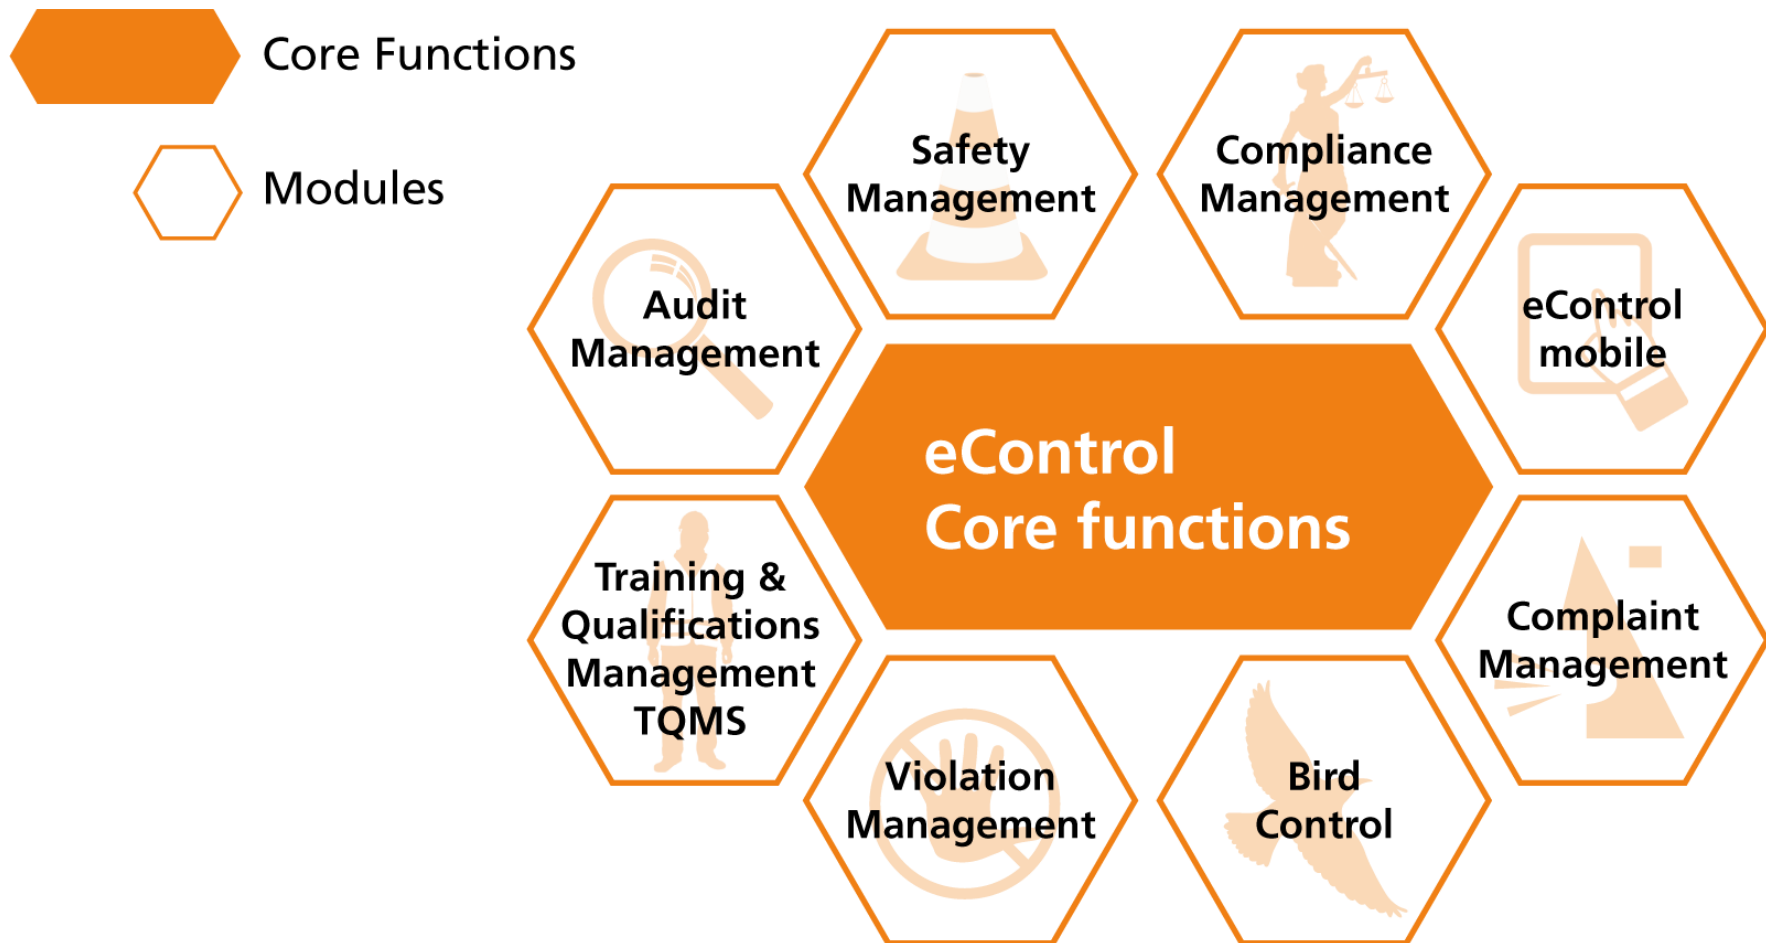 Core Functions
Modules
Safety
Management
Compliance
Management
Audit
Management
eControl
mobile
eControl
Core functions
Training &
Qualifications
Management
TQMS
Complaint
Management
Violation
Management
Bird
Control